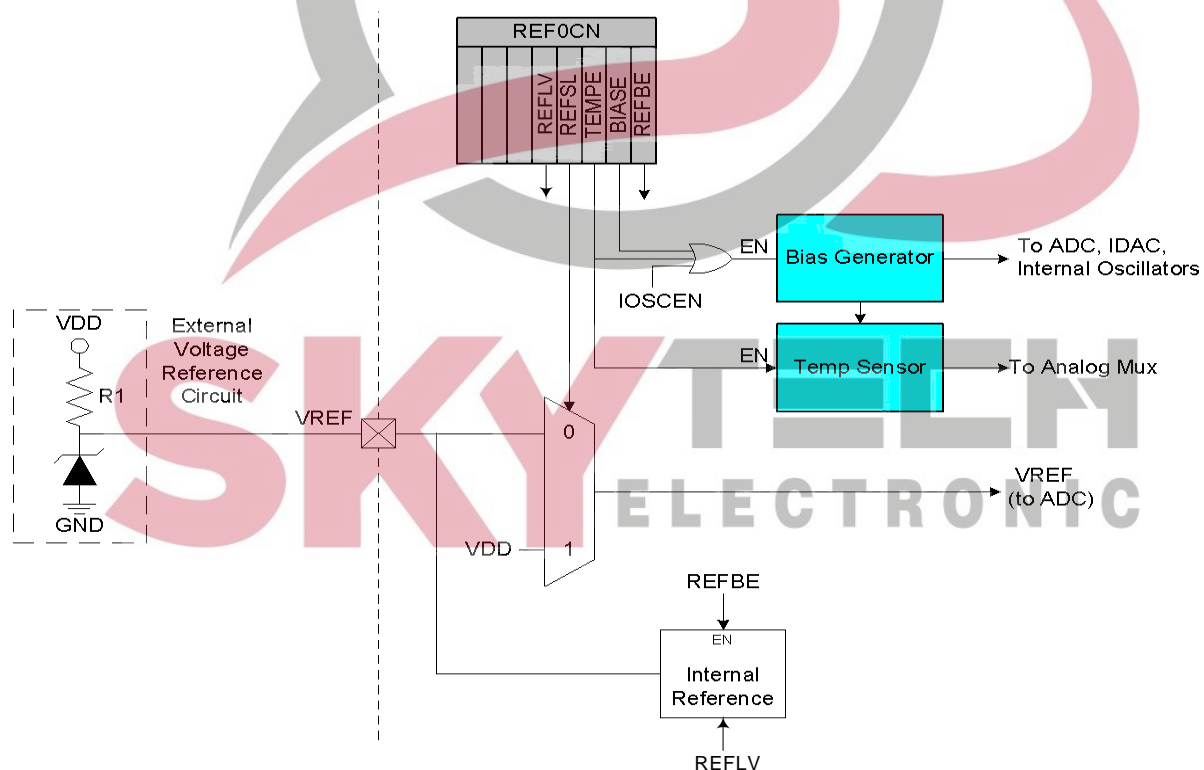 REF0CN
REFLV
REFSL
TEMPE
BIASE
REFBE
EN
Bias Generator
To ADC, IDAC,
Internal Oscillators
IOSCEN
VDD
External
Voltage
Reference
Circuit
R1
EN
Temp Sensor
To Analog Mux
SKYTECH
ELECTRONIC
VREF
0
GND
VREF
(to ADC)
VDD
1
REFBE
EN
Internal
Reference
REFLV